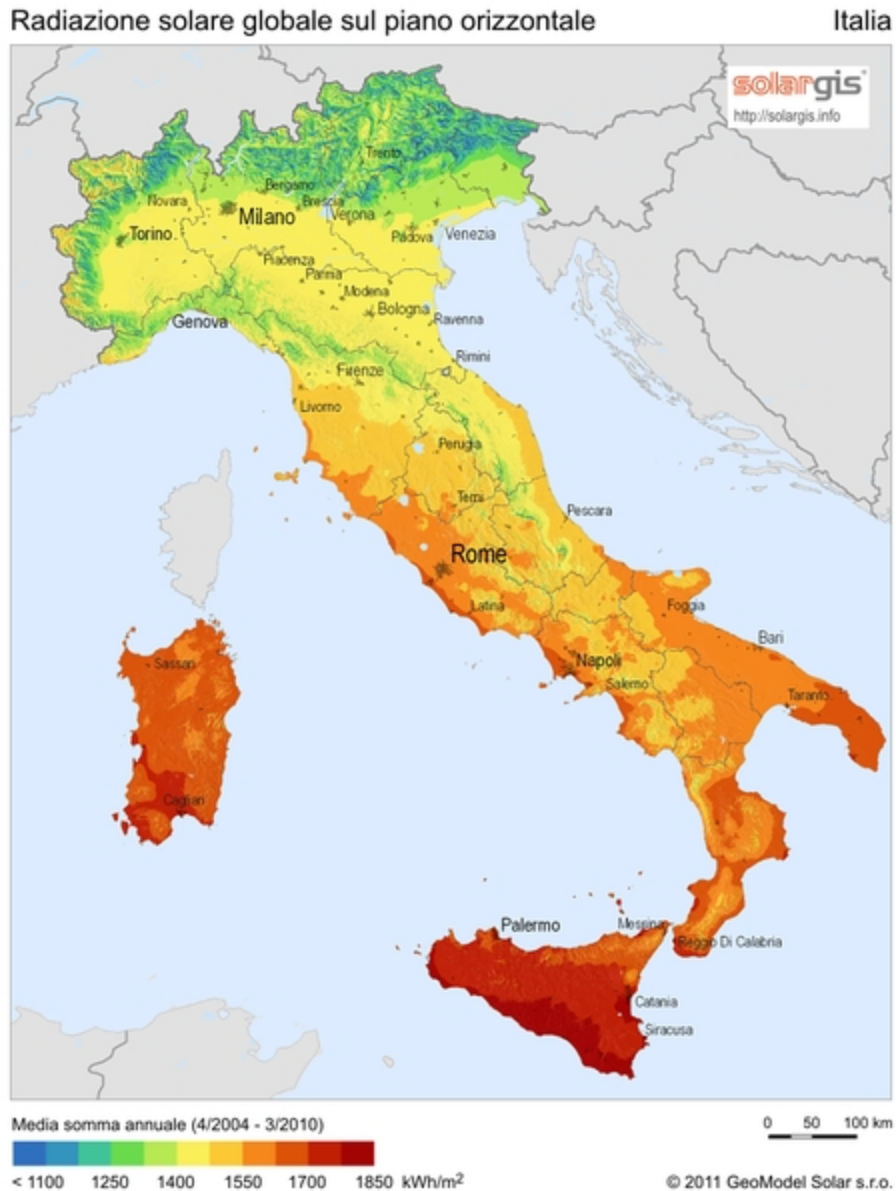 Radiazione solare globale sul piano orizzontale
Italia
solargis
http://solargis.info
Trento
Bergamo
Novara
Brescia
Milano
Verona
Torino
Padova
Venezia
Piacenza
Parma
Modena
Bologna
Genova
Ravenna
Rimini
Firenze
Livorno
Perugia
Terni
Pescara
Rome
Latina
Foggia
Bari
Sassari
Napoli
Salerno
Taranto
Cagliari
Palermo
Messina
Reggio Di Calabria
Catania
Siracusa
Media somma annuale (4/2004 - 3/2010)
0 50 100 km
< 1100 1250 1400 1550 1700 1850 kWh/m²
© 2011 GeoModel Solar s.r.o.